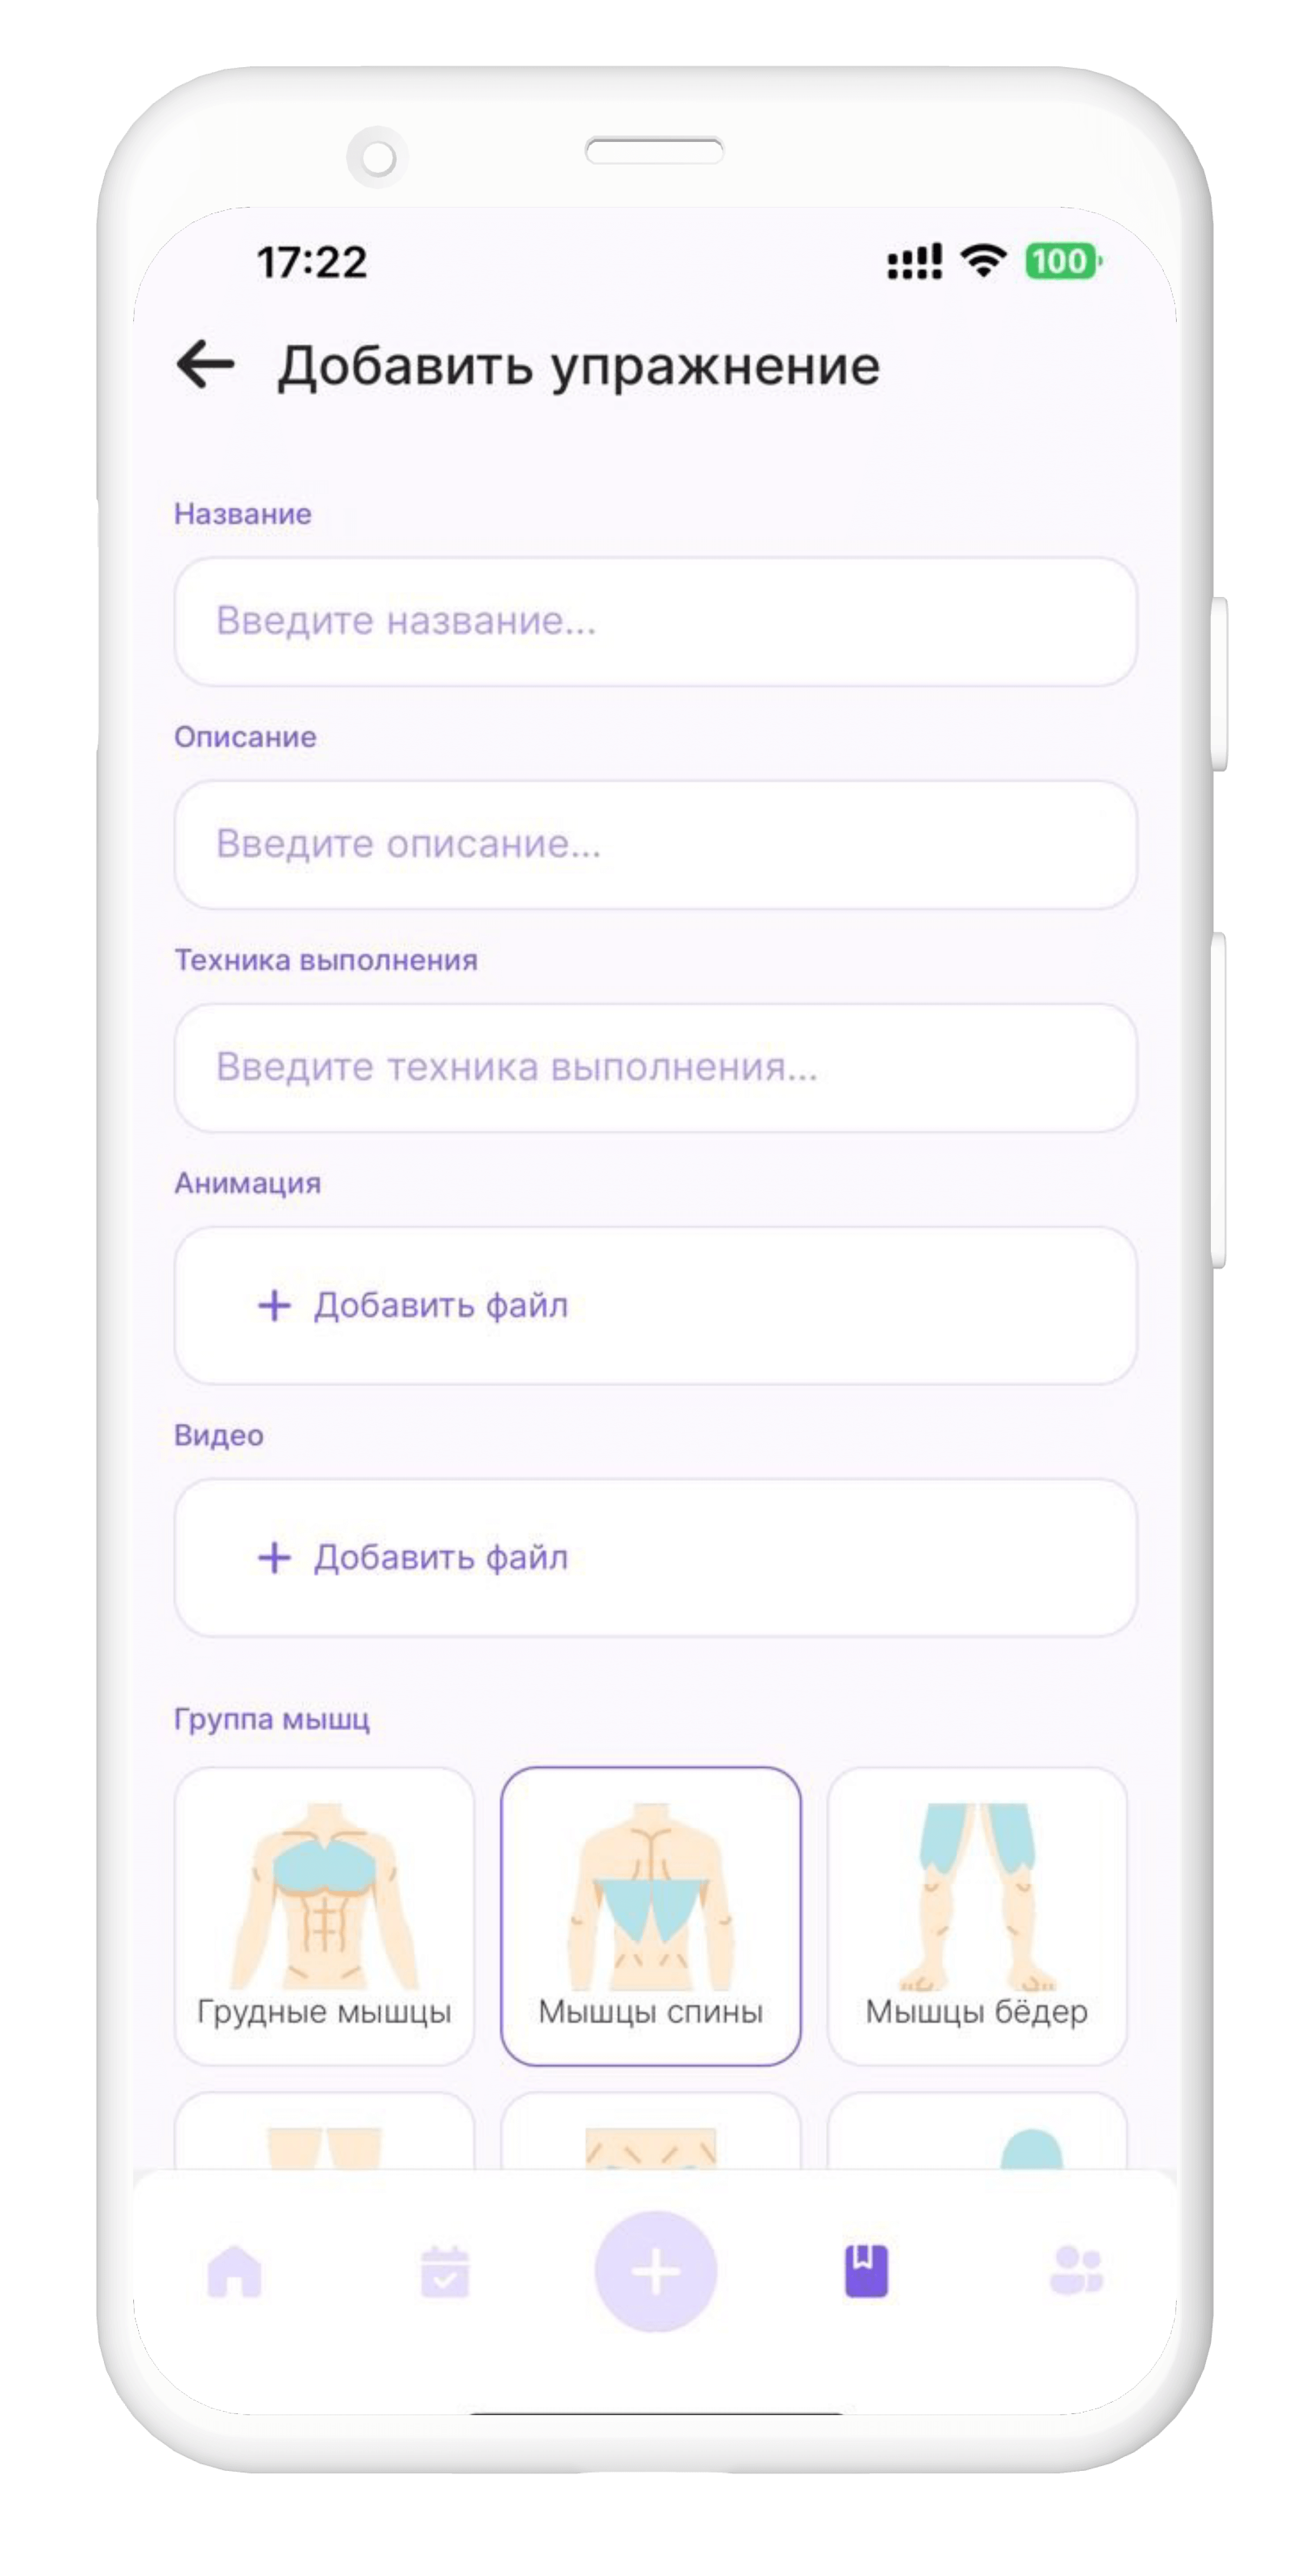 17:22
100
Добавить упражнение
Название
Введите название...
Описание
Введите описание...
Техника выполнения
Введите техника выполнения...
Анимация
+ Добавить файл
Видео
+ Добавить файл
Группа мышц
Грудные мышцы
Мышцы спины
Мышцы бёдер